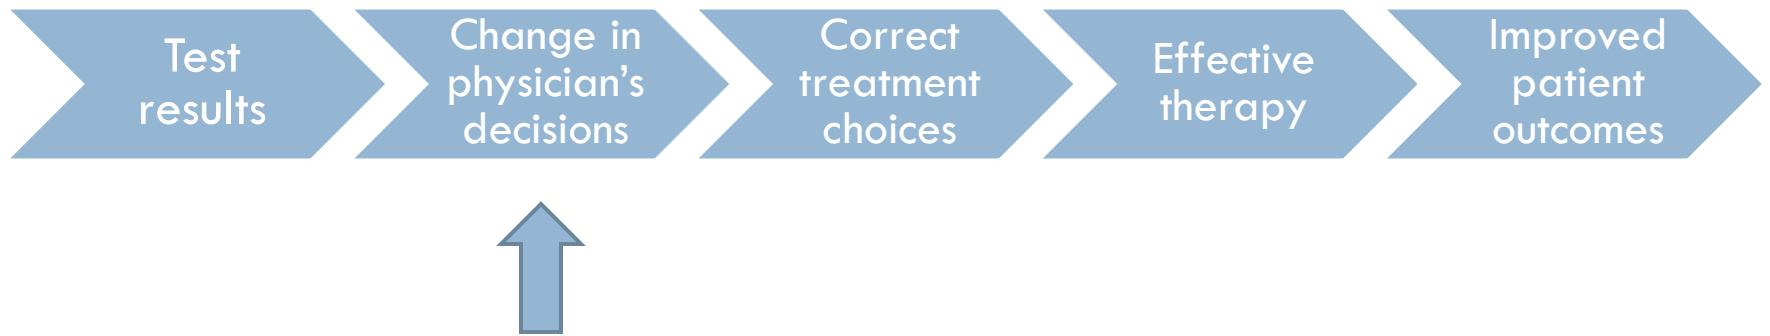 Test
results
Change in
physician’s
decisions
Correct
treatment
choices
Effective
therapy
Improved
patient
outcomes